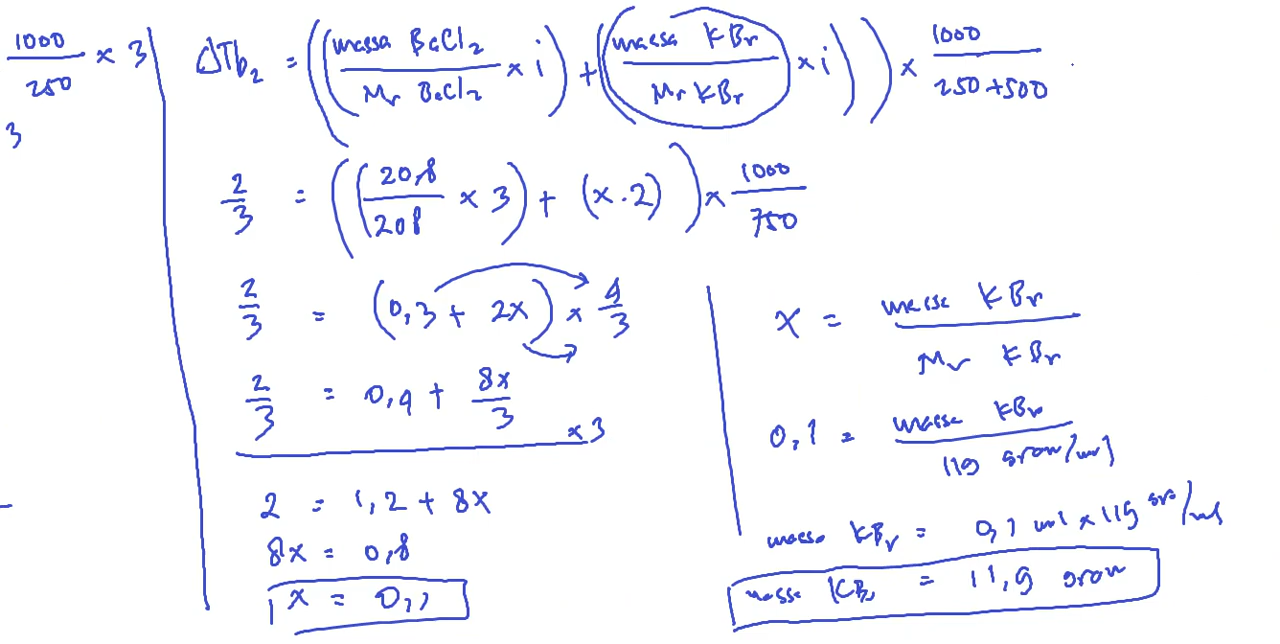 1000/250 × 3
3
ΔTb₂ = ((massa BaCl₂/Mr BaCl₂ × i) + (massa KBr/Mr KBr × i)) × 1000/250+500
2/3 = ((20,8/208 × 3) + (x.2)) × 1000/750
2/3 = (0,3 + 2x) × 4/3
2/3 = 0,4 + 8x/3
×3
2 = 1,2 + 8x
8x = 0,8
x = 0,1
x = massa KBr/Mr KBr
0,1 = massa KBr/119 gram/mol
massa KBr = 0,1 mol × 119 gra/mol
massa KBr = 11,9 gram